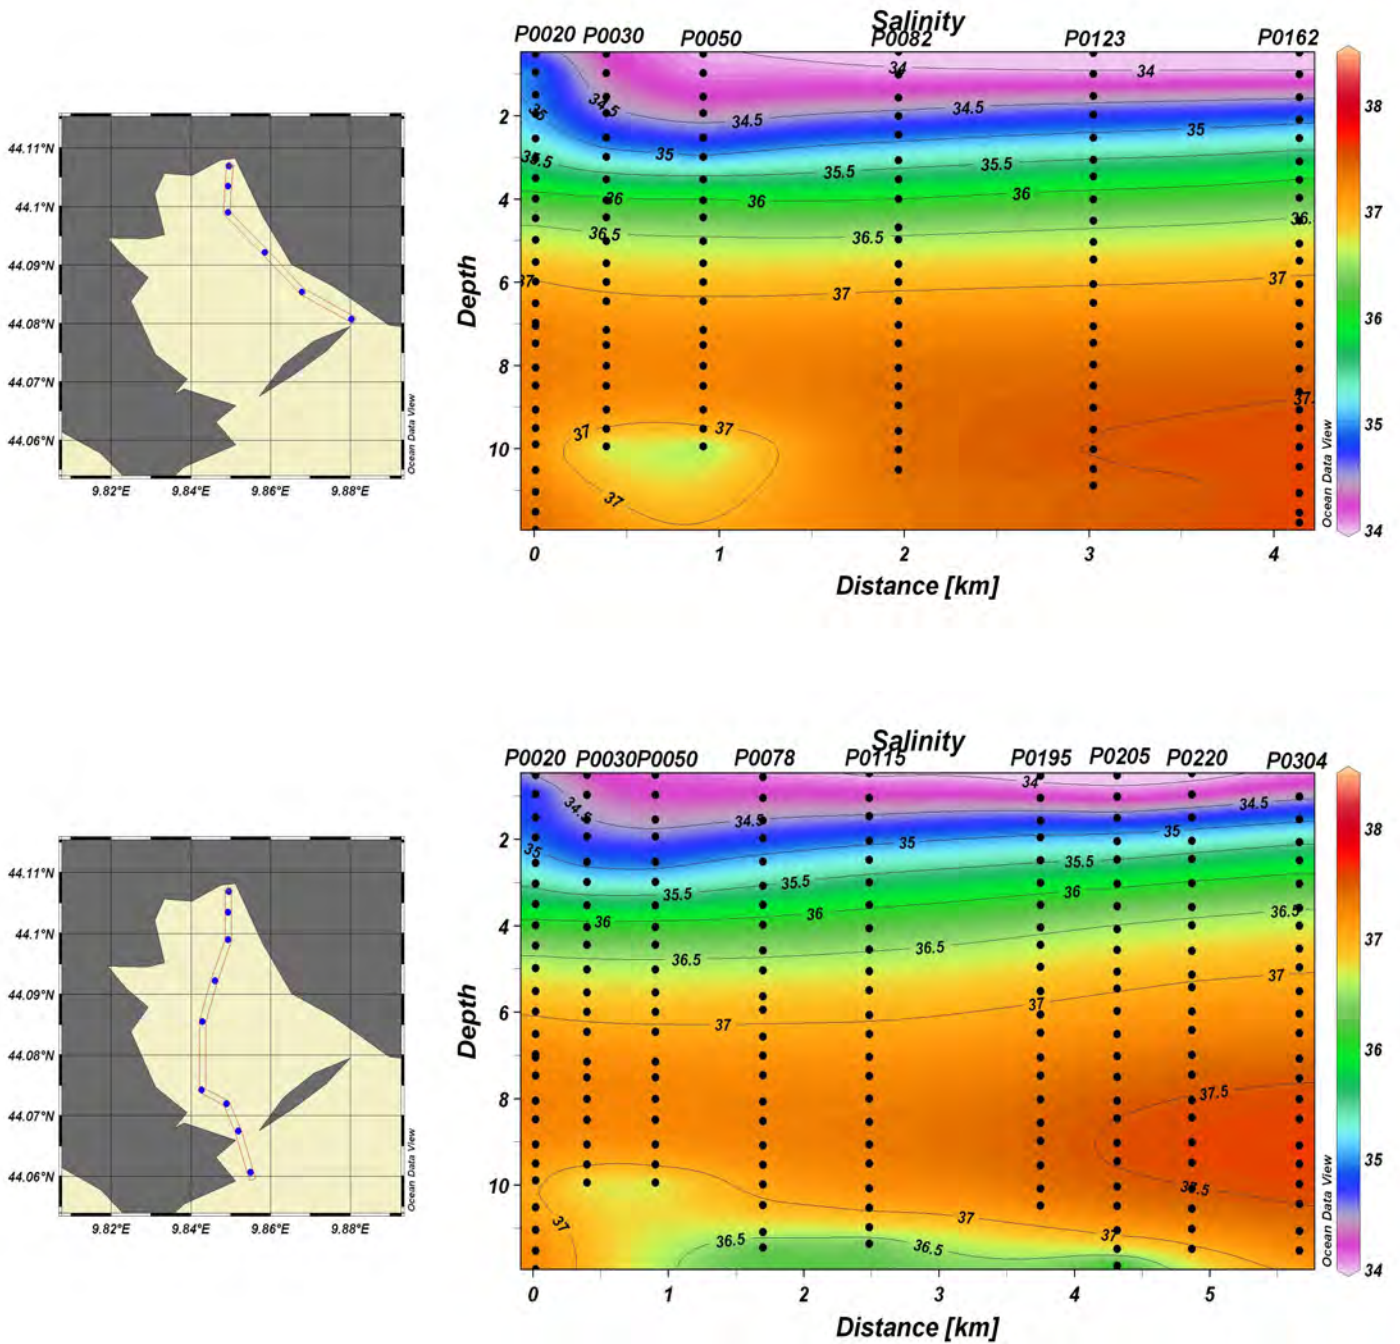 Salinity
P0020 P0030 P0050 P0082 P0123 P0162
44.11°N
44.1°N
44.09°N
44.08°N
44.07°N
44.06°N
9.82°E 9.84°E 9.86°E 9.88°E
Ocean Data View
Depth
2
4
6
8
10
34 34
34.5 34.5 34.5
35 35 35
35.5 35.5 35.5
36 36 36
36.5 36.5 36.
37 37 37
37 37.
37
0 1 2 3 4
Distance [km]
38
37
36
35
34
Ocean Data View
Salinity
P0020 P0030 P0050 P0078 P0115 P0195 P0205 P0220 P0304
44.11°N
44.1°N
44.09°N
44.08°N
44.07°N
44.06°N
9.82°E 9.84°E 9.86°E 9.88°E
Ocean Data View
Depth
2
4
6
8
10
34
34.5 34.5 34.5
35 35 35
35.5 35.5 35.5
36 36 36
36.5 36.5 36.5
37 37 37
37.5
37.5
37 37 37
36.5 36.5
0 1 2 3 4 5
Distance [km]
38
37
36
35
34
Ocean Data View